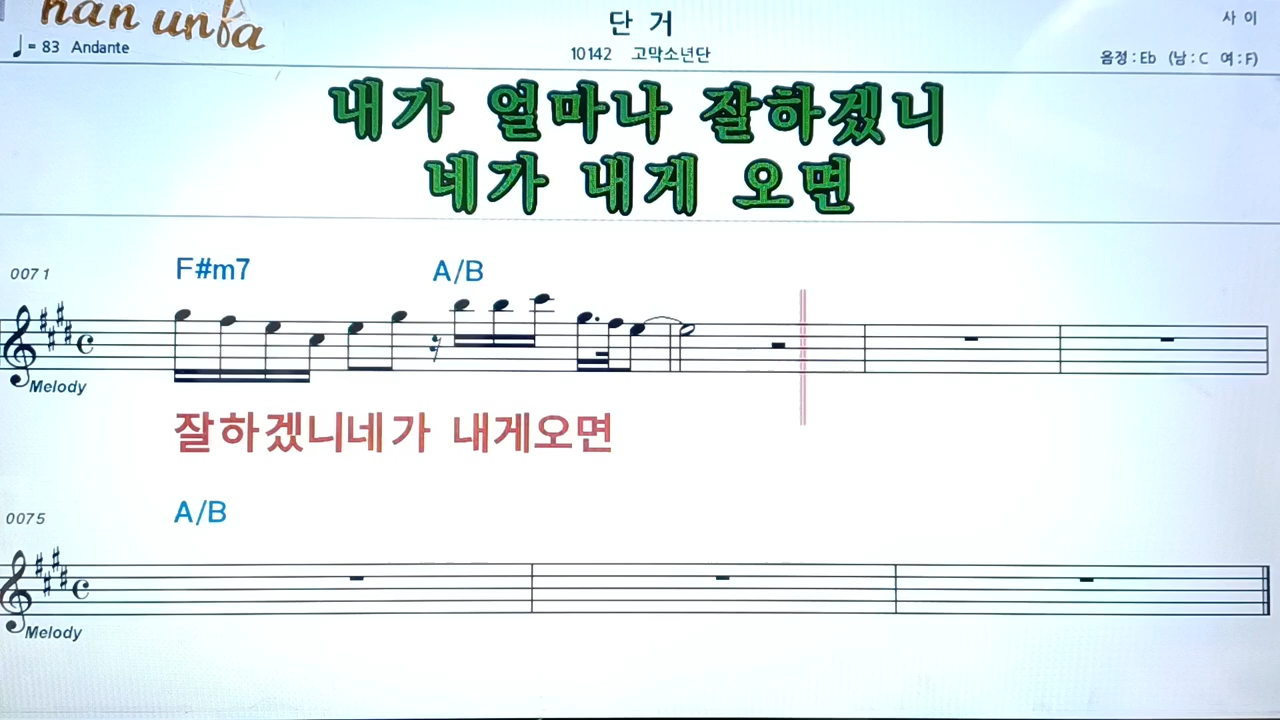 han unfa
단 거
사 이
♩= 83 Andante
10142 고막소년단
음정 : Eb (남 : C 여 : F)
내가 얼마나 잘하겠니
네가 내게 오면
0071
F#m7 A/B
Melody
잘하겠니네가 내게오면
0075
A/B
Melody